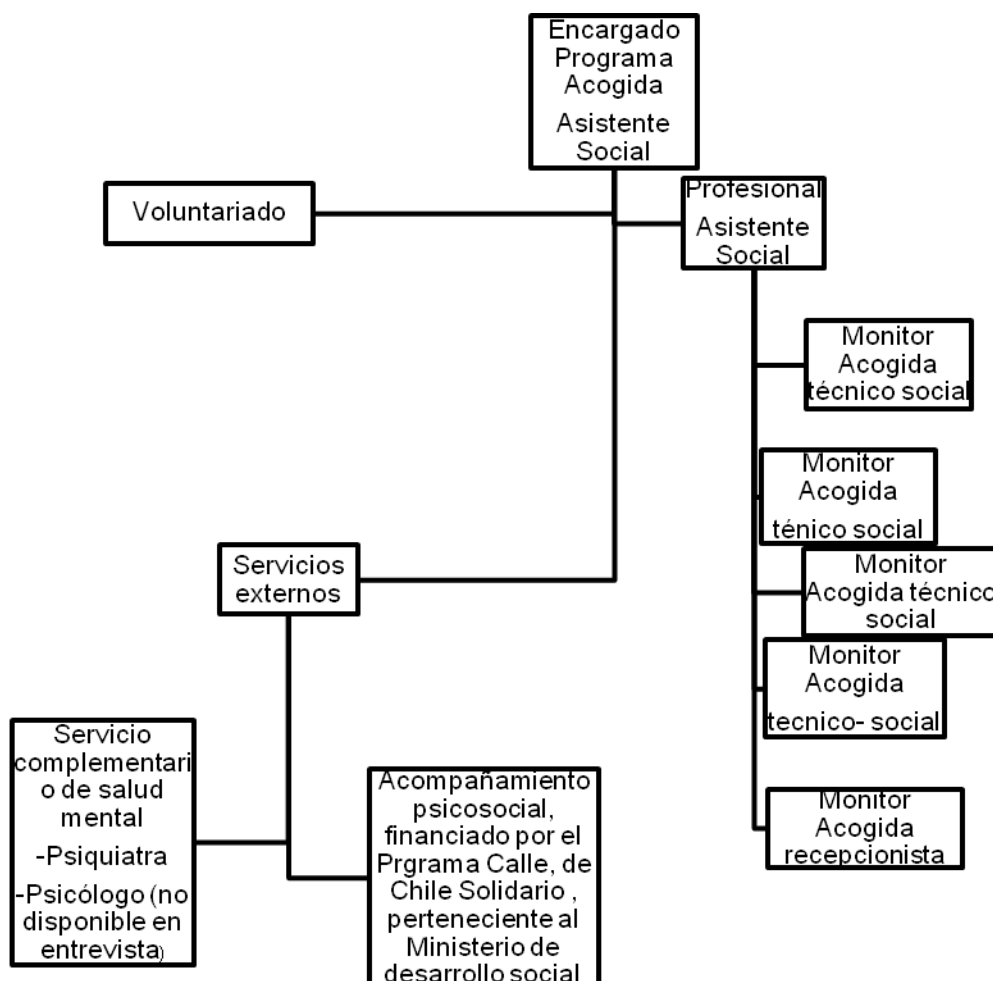 Encargado
Programa
Acogida
Asistente
Social
Voluntariado
Profesional
Asistente
Social
Monitor
Acogida
técnico social
Monitor
Acogida
ténico social
Monitor
Acogida técnico
social
Monitor
Acogida
tecnico- social
Monitor
Acogida
recepcionista
Servicios
externos
Servicio
complementari
o de salud
mental
-Psiquiatra
-Psicólogo (no
disponible en
entrevista)
Acompañamiento
psicosocial,
financiado por el
Prgrama Calle, de
Chile Solidario ,
perteneciente al
Ministerio de
desarrollo social